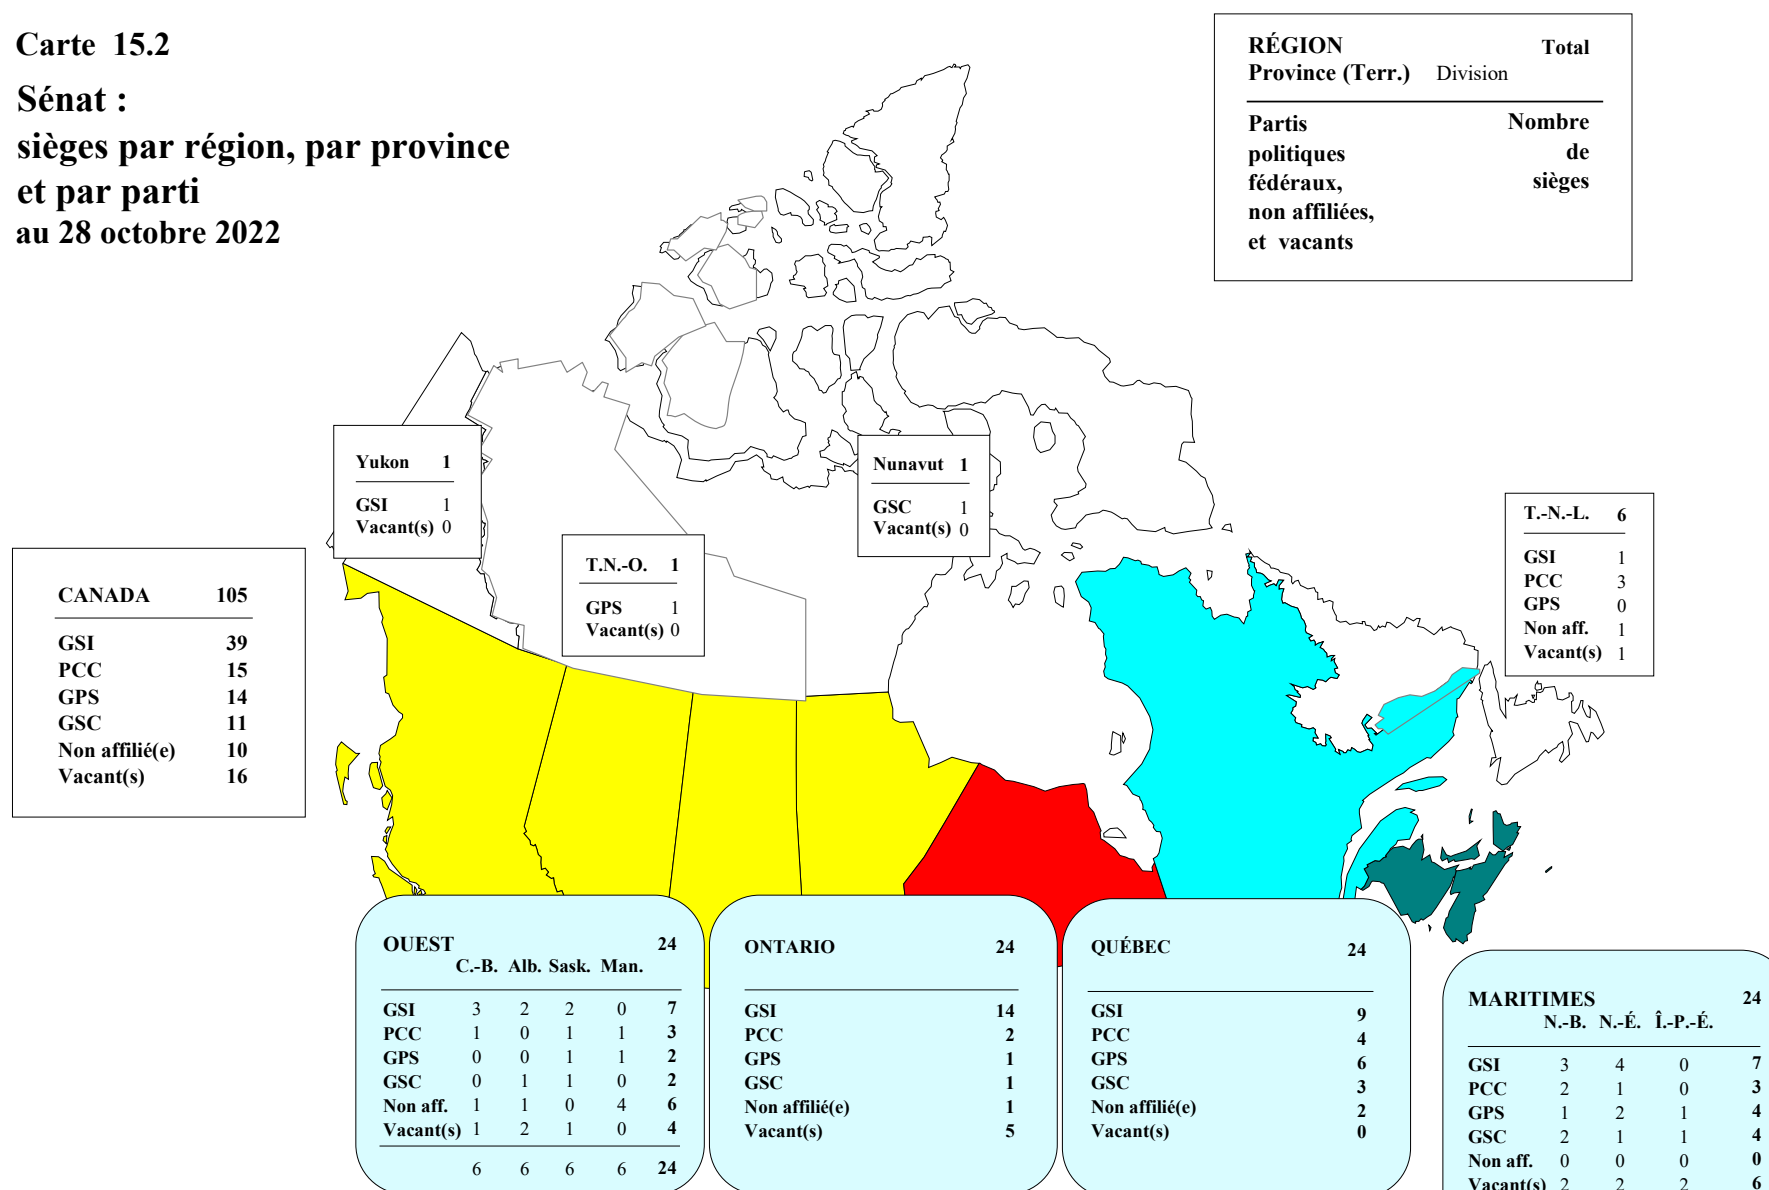 Carte 15.2
Sénat :
sièges par région, par province
et par parti
au 28 octobre 2022
RÉGION Total
Province (Terr.) Division
Partis Nombre
politiques de
fédéraux, sièges
non affiliées,
et vacants
Yukon 1
GSI 1
Vacant(s) 0
T.N.-O. 1
GPS 1
Vacant(s) 0
Nunavut 1
GSC 1
Vacant(s) 0
T.-N.-L. 6
GSI 1
PCC 3
GPS 0
Non aff. 1
Vacant(s) 1
CANADA 105
GSI 39
PCC 15
GPS 14
GSC 11
Non affilié(e) 10
Vacant(s) 16
OUEST 24
C.-B. Alb. Sask. Man.
GSI 3 2 2 0 7
PCC 1 0 1 1 3
GPS 0 0 1 1 2
GSC 0 1 1 0 2
Non aff. 1 1 0 4 6
Vacant(s) 1 2 1 0 4
6 6 6 6 24
ONTARIO 24
GSI 14
PCC 2
GPS 1
GSC 1
Non affilié(e) 1
Vacant(s) 5
QUÉBEC 24
GSI 9
PCC 4
GPS 6
GSC 3
Non affilié(e) 2
Vacant(s) 0
MARITIMES 24
N.-B. N.-É. Î.-P.-É.
GSI 3 4 0 7
PCC 2 1 0 3
GPS 1 2 1 4
GSC 2 1 1 4
Non aff. 0 0 0 0
Vacant(s) 2 2 2 6